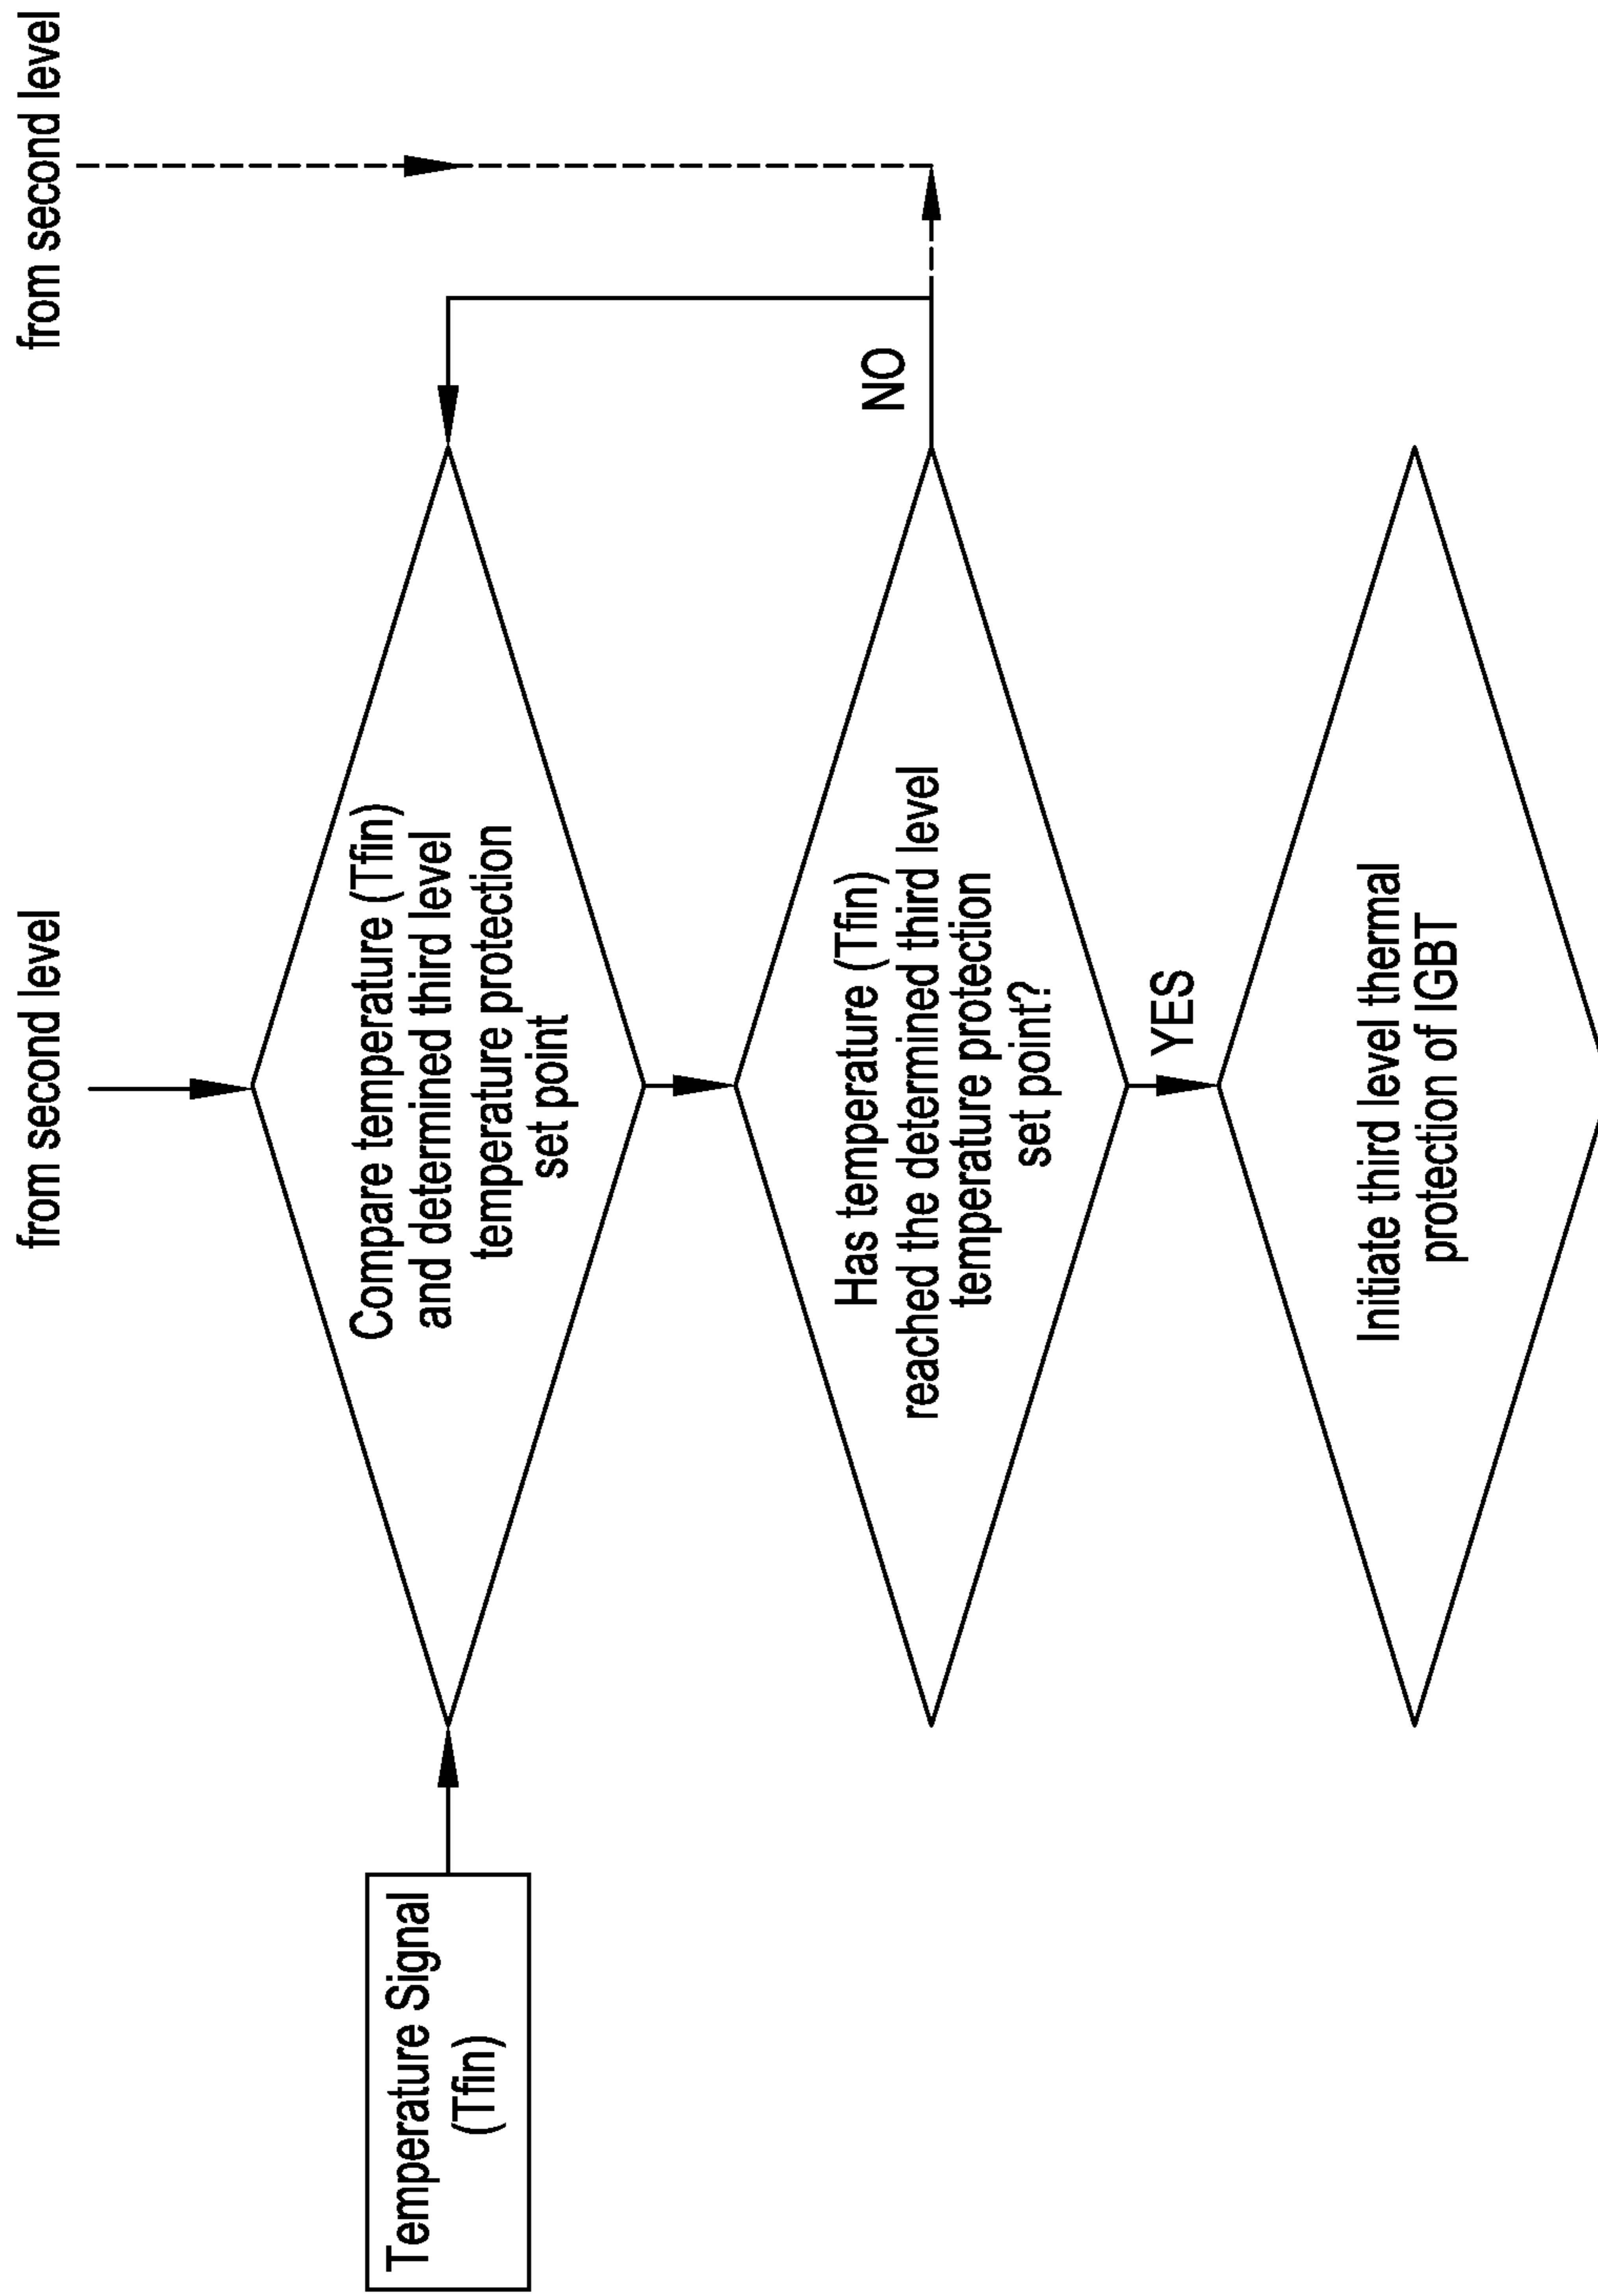 from second level
from second level
Temperature Signal
(Tfin)
Compare temperature (Tfin)
and determined third level
temperature protection
set point
NO
Has temperature (Tfin)
reached the determined third level
temperature protection
set point?
YES
Initiate third level thermal
protection of IGBT